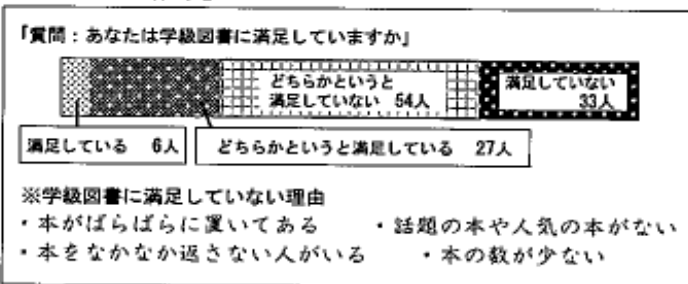 「質問：あなたは学級図書に満足していますか」
どちらかというと
満足していない 54人
満足していない
33人
満足している 6人
どちらかというと満足している 27人
※学級図書に満足していない理由
・本がばらばらに置いてある ・話題の本や人気の本がない
・本をなかなか返さない人がいる ・本の数が少ない